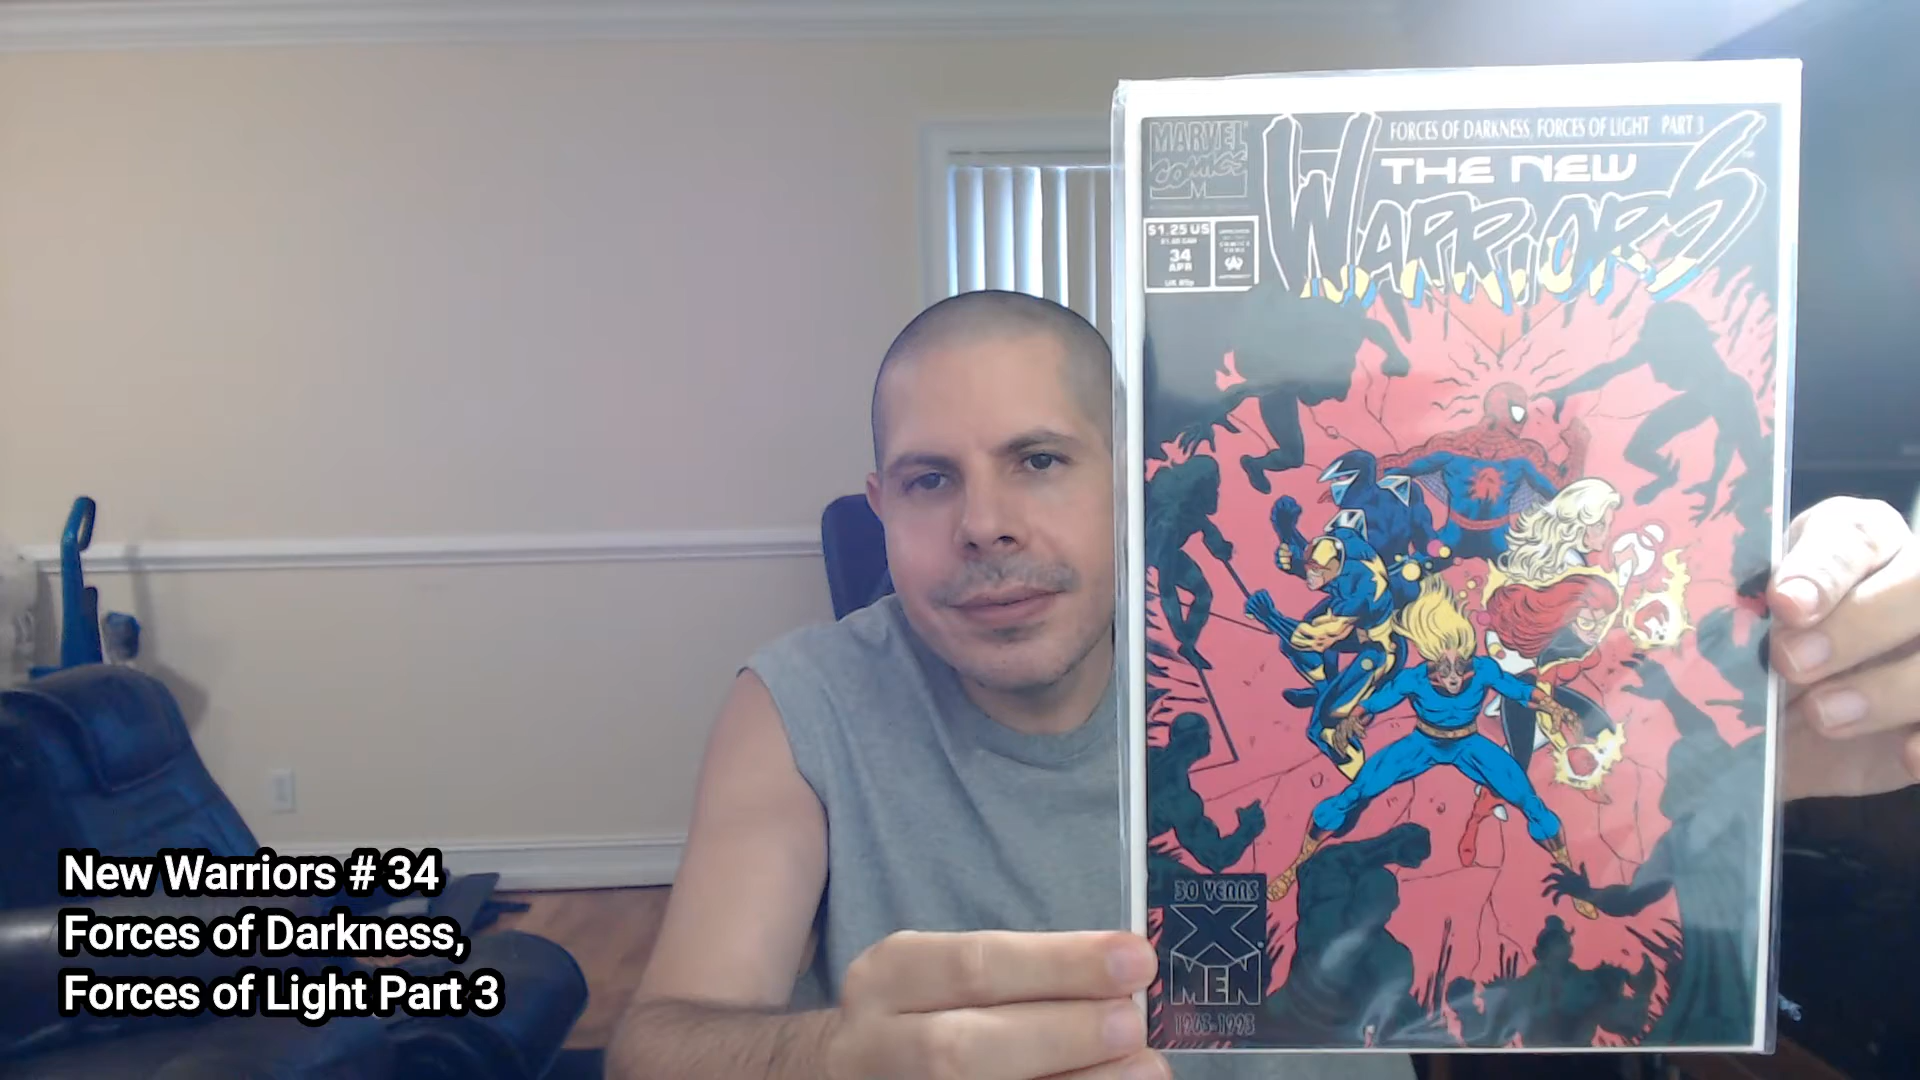 FORCES OF DARKNESS, FORCES OF LIGHT PART 3
MARVEL
COMICS
M
THE NEW
WARRIORS
$1.25 US
34
APR
30 YEARS
X
MEN
1963-1993
New Warriors # 34
Forces of Darkness,
Forces of Light Part 3